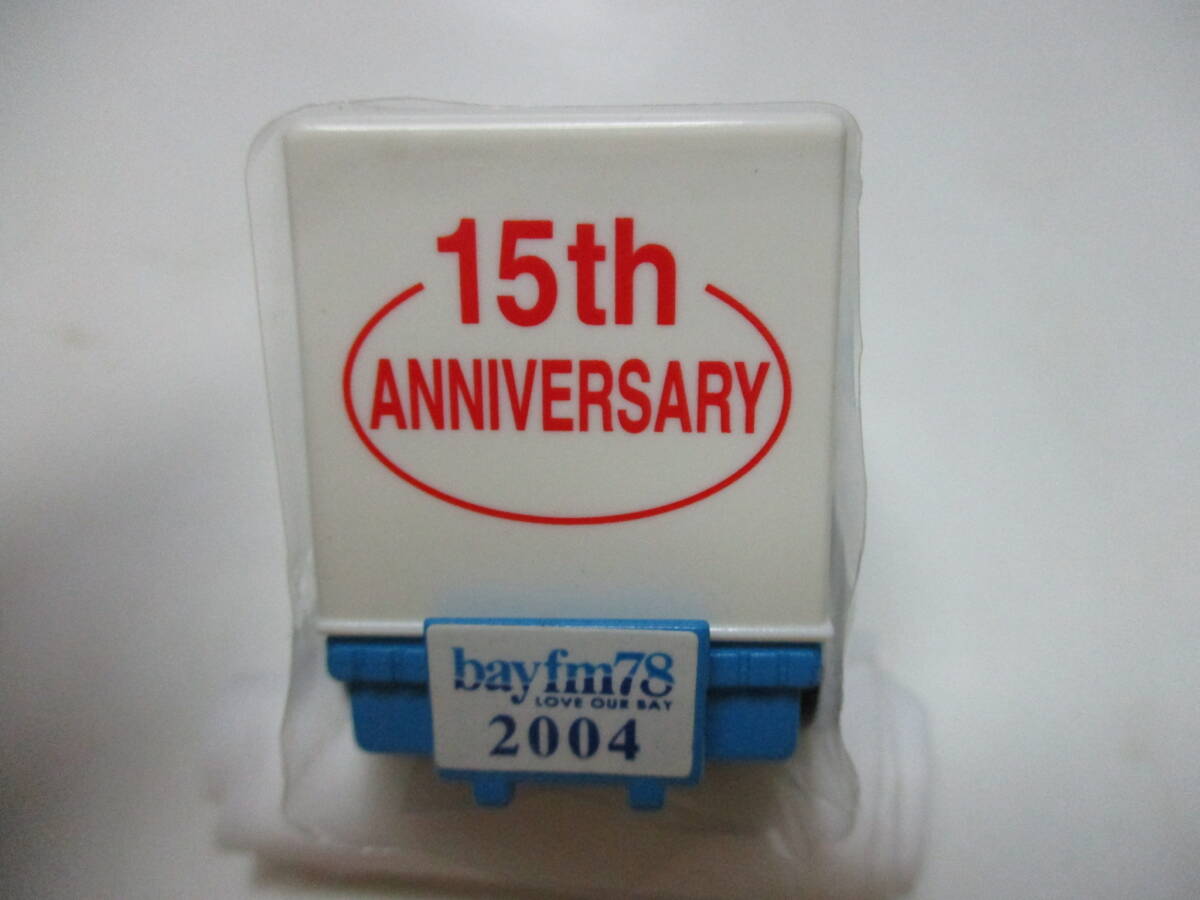 15th
ANNIVERSARY
bayfm78
LOVE OUR BAY
2004